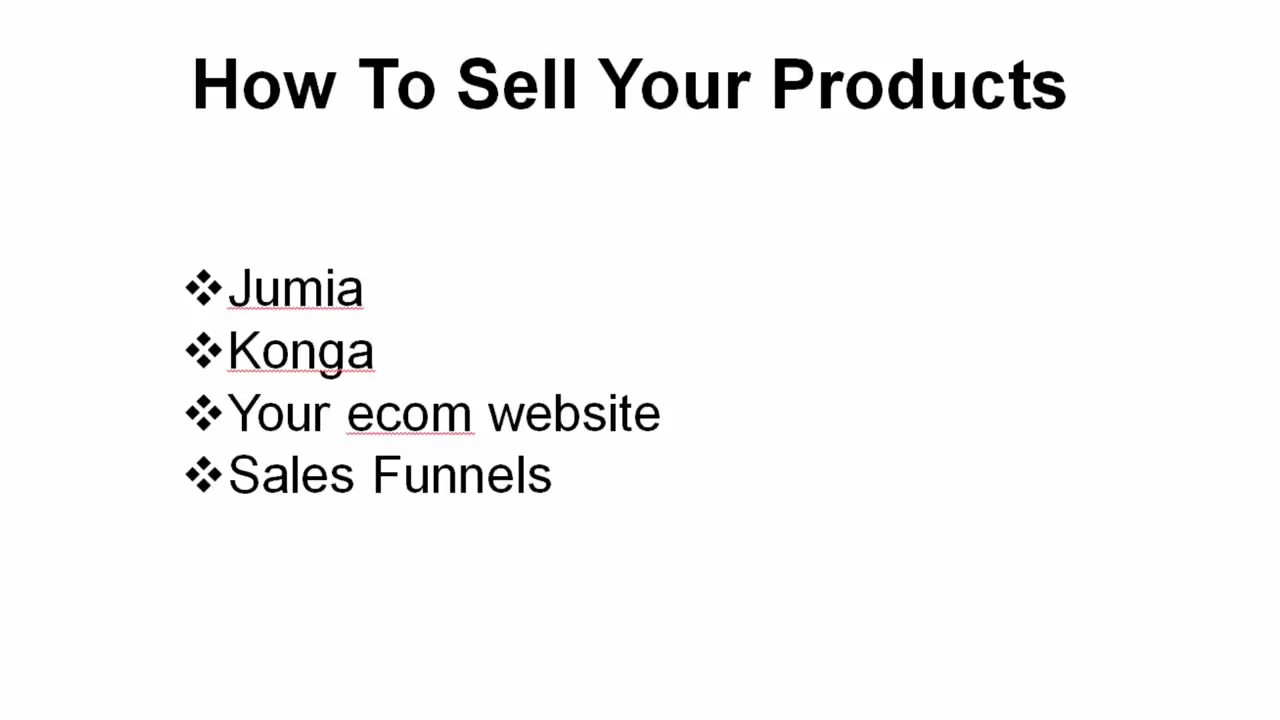 How To Sell Your Products
❖Jumia
❖Konga
❖Your ecom website
❖Sales Funnels